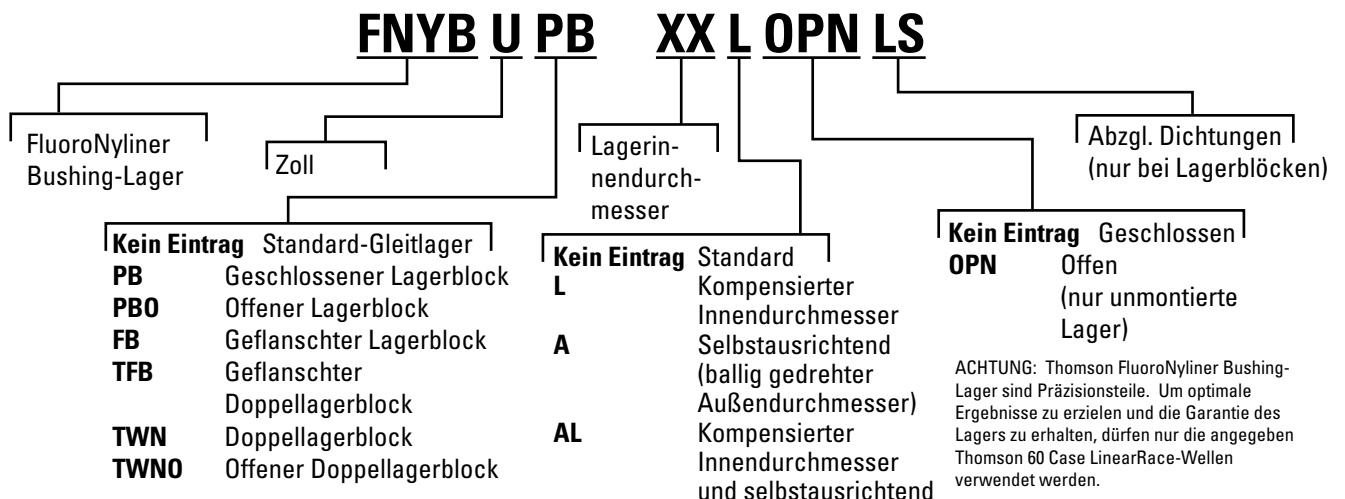 FNYB U PB XX L OPN LS
FluoroNyliner
Bushing-Lager
Zoll
Lagerin-
nendurch-
messer
Abzgl. Dichtungen
(nur bei Lagerblöcken)
Kein Eintrag Standard-Gleitlager
PB Geschlossener Lagerblock
PBO Offener Lagerblock
FB Geflanschter Lagerblock
TFB Geflanschter
Doppellagerblock
TWN Doppellagerblock
TWNO Offener Doppellagerblock
Kein Eintrag Standard
L Kompensierter
Innendurchmesser
A Selbstausrichtend
(ballig gedrehter
Außendurchmesser)
AL Kompensierter
Innendurchmesser
und selbstausrichtend
Kein Eintrag Geschlossen
OPN Offen
(nur unmontierte
Lager)
ACHTUNG: Thomson FluoroNyliner Bushing-
Lager sind Präzisionsteile. Um optimale
Ergebnisse zu erzielen und die Garantie des
Lagers zu erhalten, dürfen nur die angegeben
Thomson 60 Case LinearRace-Wellen
verwendet werden.